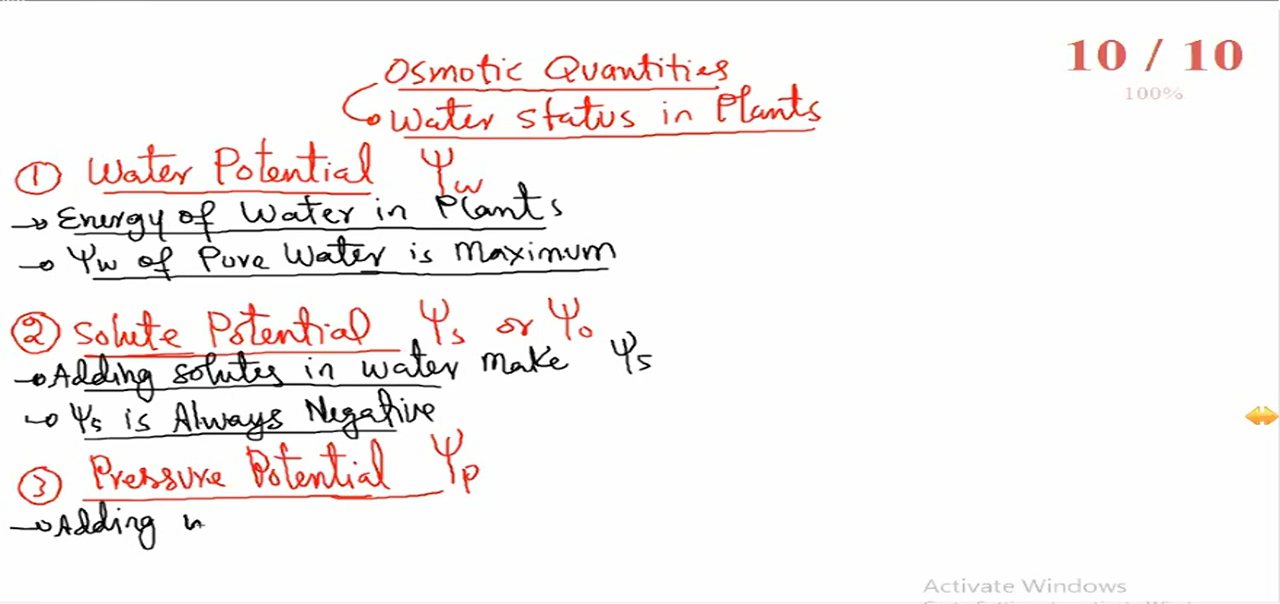 Osmotic Quantities
10 / 10
100%
Water status in Plants
① Water Potential Ψw
→ Energy of Water in Plants
→ Ψw of Pure Water is Maximum
② Solute Potential Ψs or Ψo
→ Adding solutes in water make Ψs
→ Ψs is Always Negative
③ Pressure Potential Ψp
→ Adding
Activate Windows